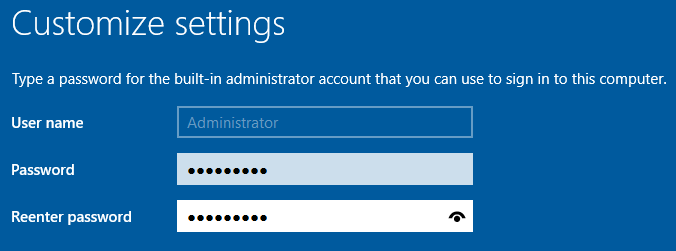 Customize settings
Type a password for the built-in administrator account that you can use to sign in to this computer.
User name
Administrator
Password
●●●●●●●●●
Reenter password
●●●●●●●●●